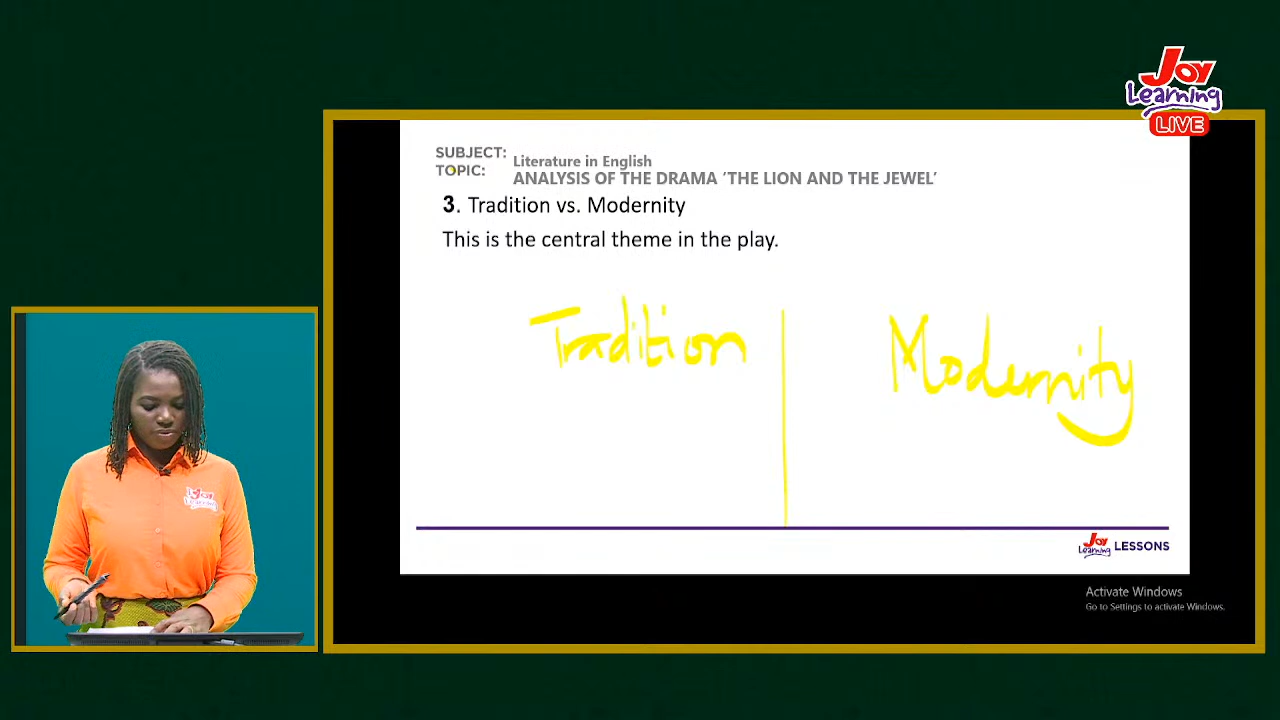 Joy
Learning
LIVE
SUBJECT: Literature in English
TOPIC: ANALYSIS OF THE DRAMA 'THE LION AND THE JEWEL'
3. Tradition vs. Modernity
This is the central theme in the play.
Tradition
Modernity
Joy
Learning
Joy Learning LESSONS
Activate Windows
Go to Settings to activate Windows.